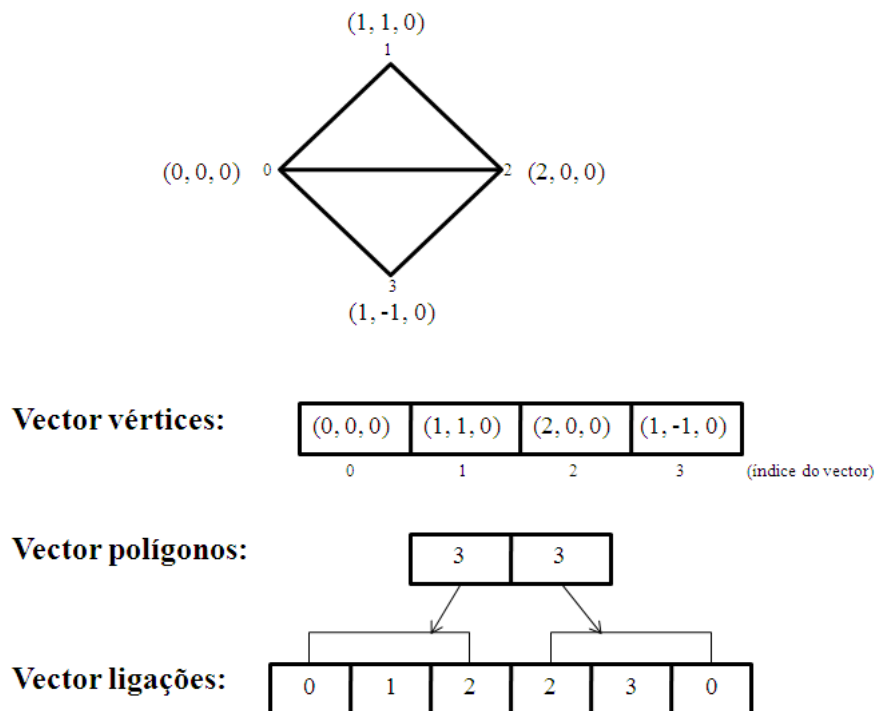 (1, 1, 0)
1
(0, 0, 0) 0 2 (2, 0, 0)
3
(1, -1, 0)
Vector vértices: (0, 0, 0) (1, 1, 0) (2, 0, 0) (1, -1, 0)
0 1 2 3 (índice do vector)
Vector polígonos: 3 3
Vector ligações: 0 1 2 2 3 0